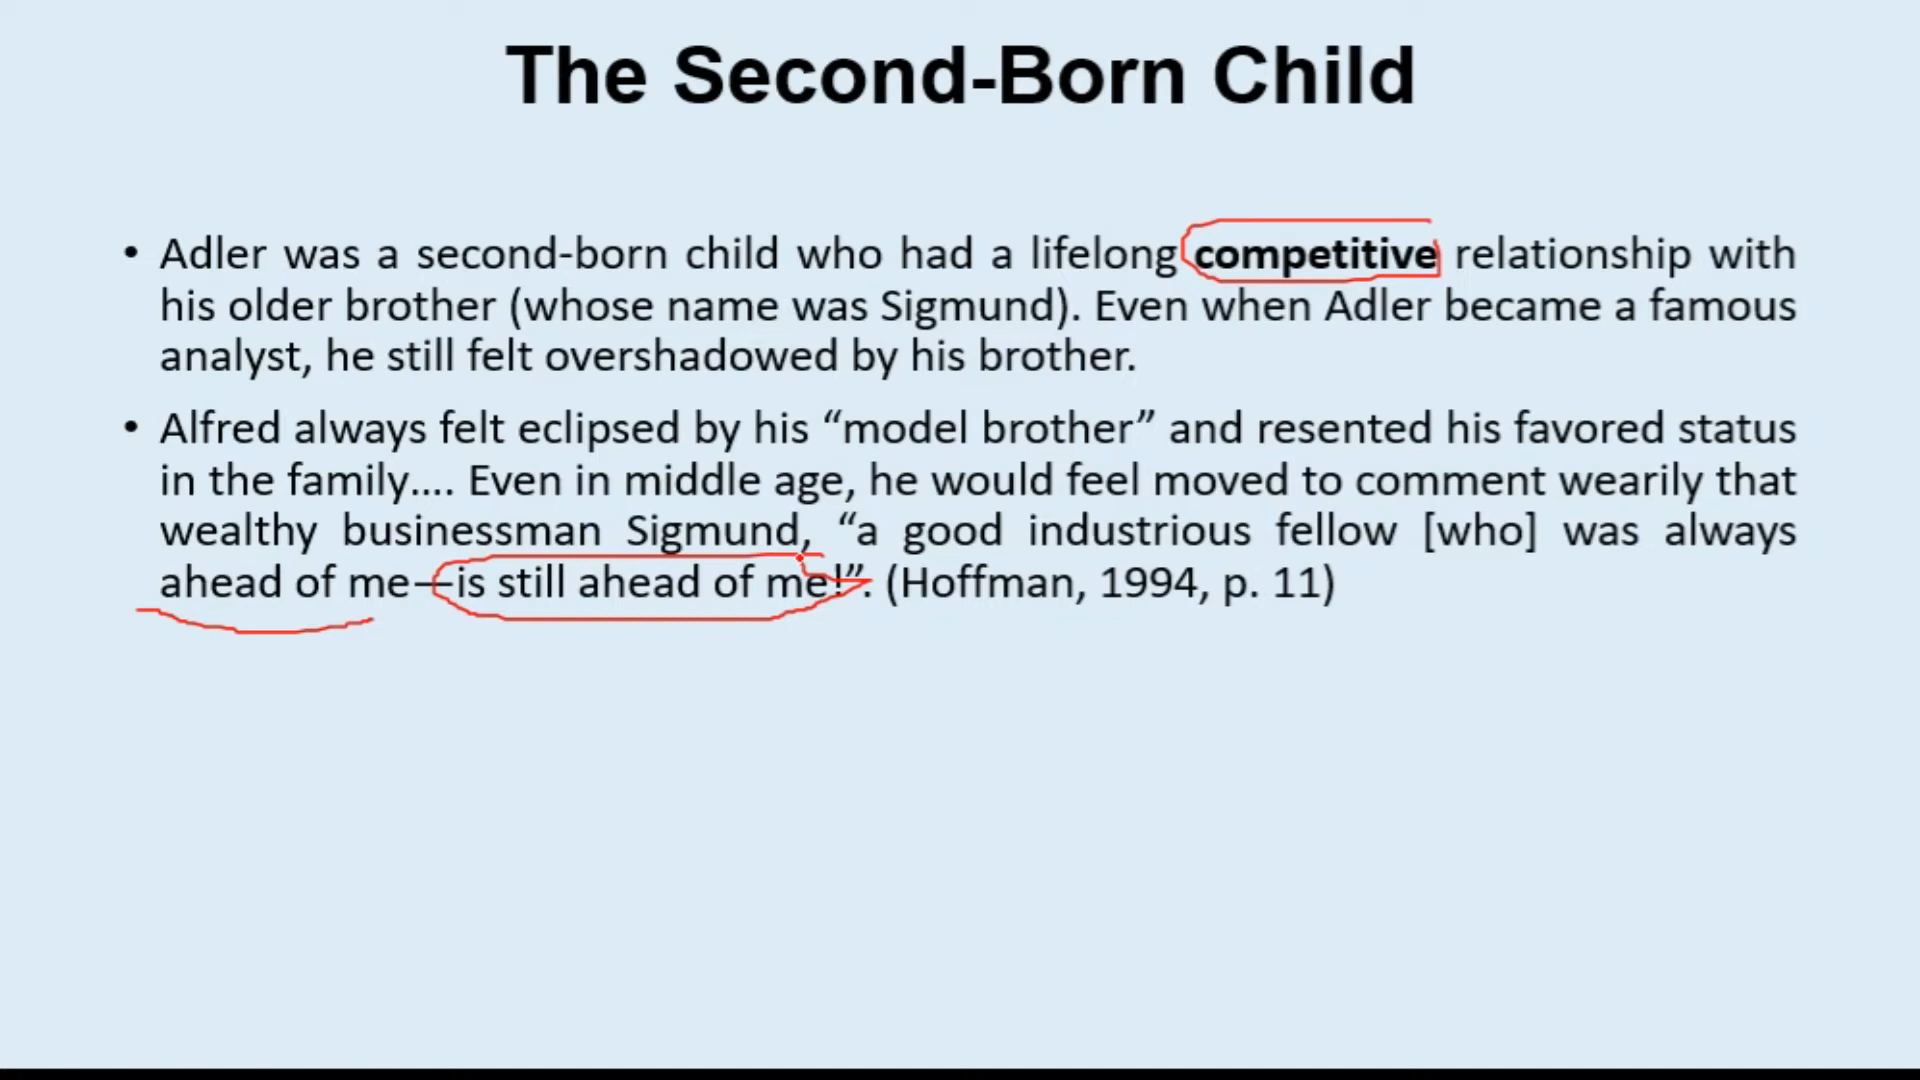 The Second-Born Child
• Adler was a second-born child who had a lifelong competitive relationship with
his older brother (whose name was Sigmund). Even when Adler became a famous
analyst, he still felt overshadowed by his brother.
• Alfred always felt eclipsed by his “model brother” and resented his favored status
in the family…. Even in middle age, he would feel moved to comment wearily that
wealthy businessman Sigmund, “a good industrious fellow [who] was always
ahead of me—is still ahead of me!”. (Hoffman, 1994, p. 11)